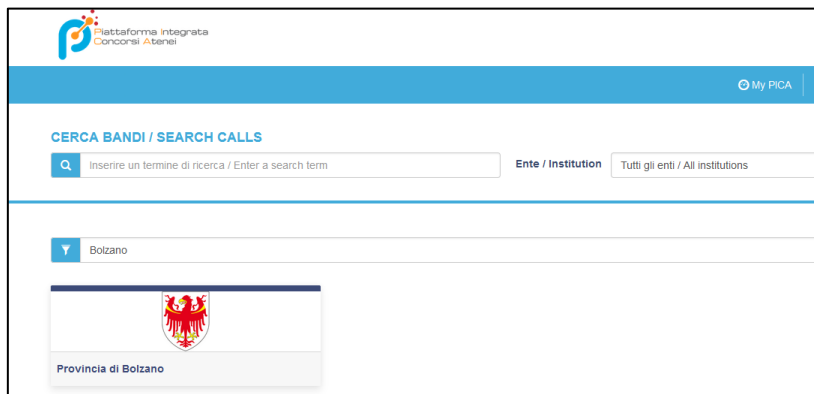 Piattaforma Integrata
Concorsi Atenei
My PICA
CERCA BANDI / SEARCH CALLS
Inserire un termine di ricerca / Enter a search term
Ente / Institution
Tutti gli enti / All institutions
Bolzano
Provincia di Bolzano